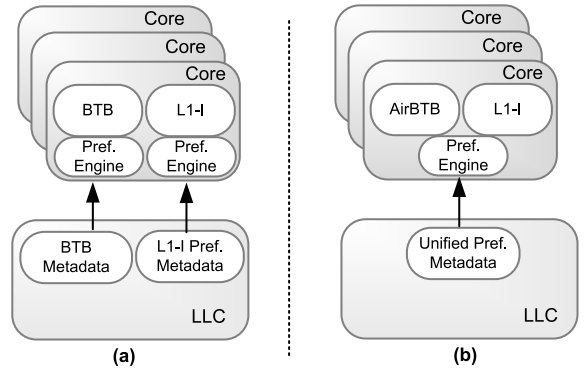 Core
Core
Core
BTB
L1-I
Pref.
Engine
Pref.
Engine
BTB
Metadata
L1-I Pref.
Metadata
LLC
(a)
Core
Core
Core
AirBTB
L1-I
Pref.
Engine
Unified Pref.
Metadata
LLC
(b)